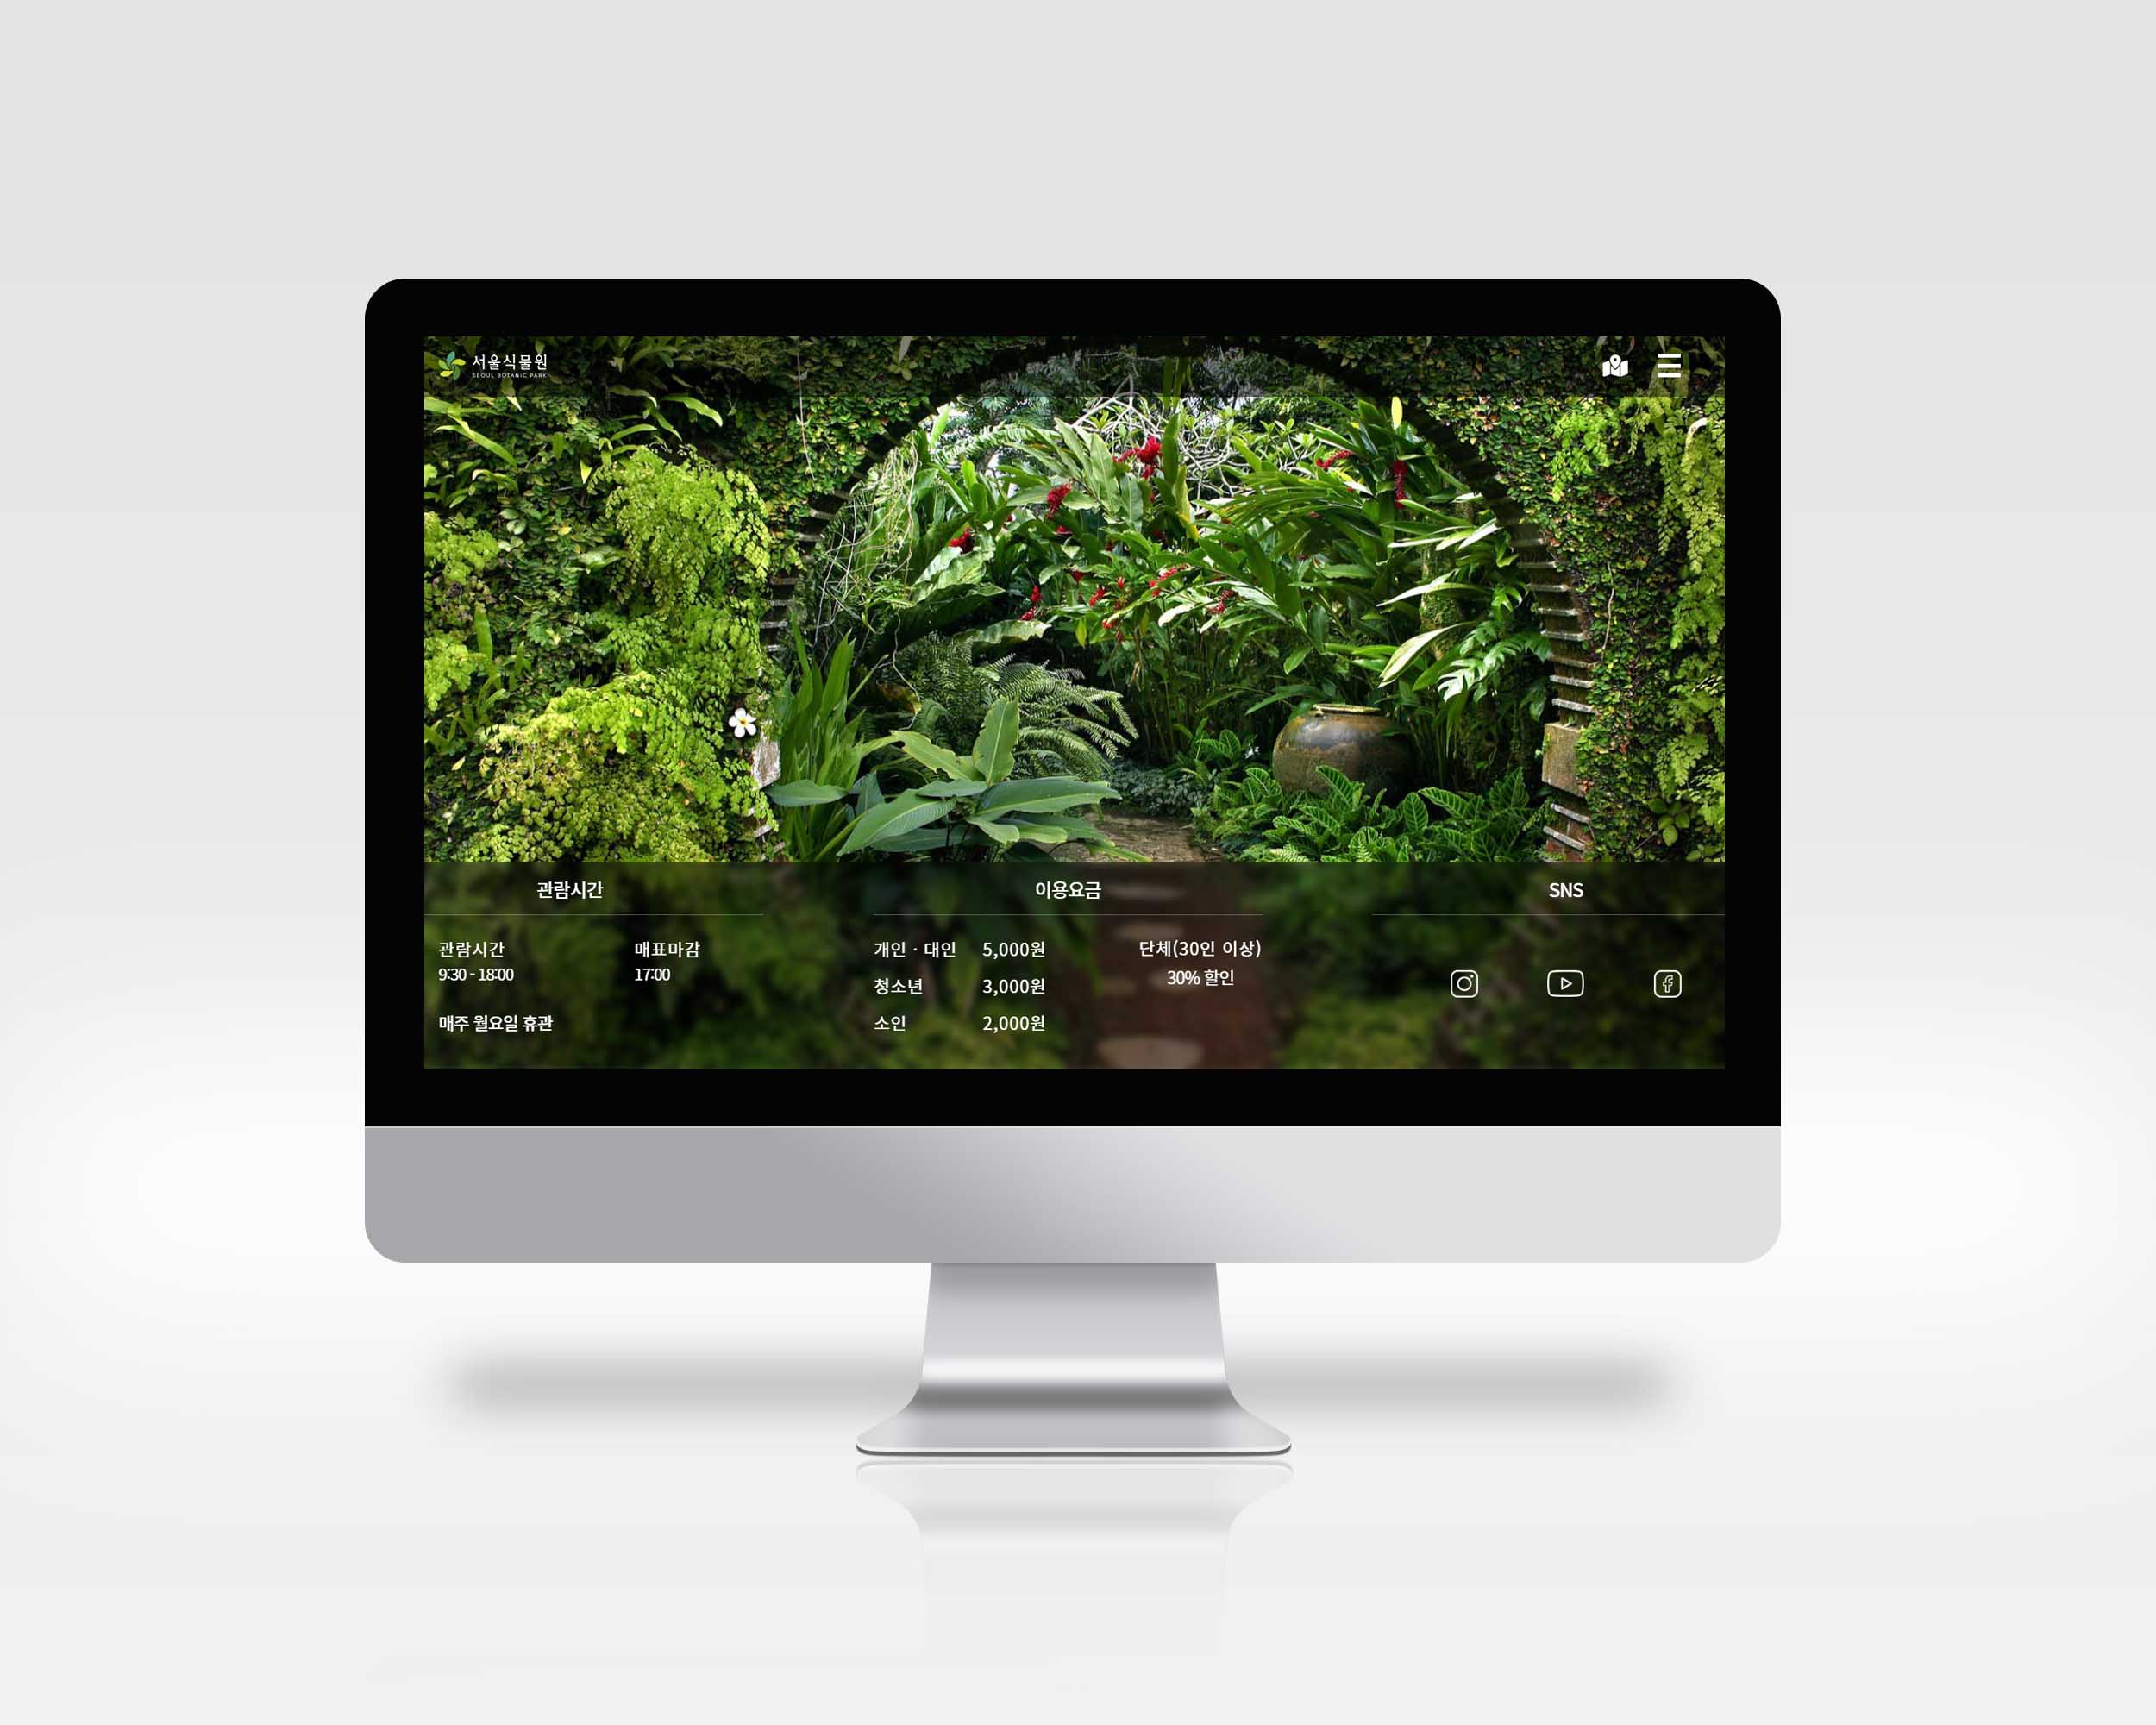 서울식물원
SEOUL BOTANIC PARK
관람시간
관람시간
9:30 - 18:00
매표마감
17:00
매주 월요일 휴관
이용요금
개인 · 대인 5,000원
청소년 3,000원
소인 2,000원
단체(30인 이상)
30% 할인
SNS